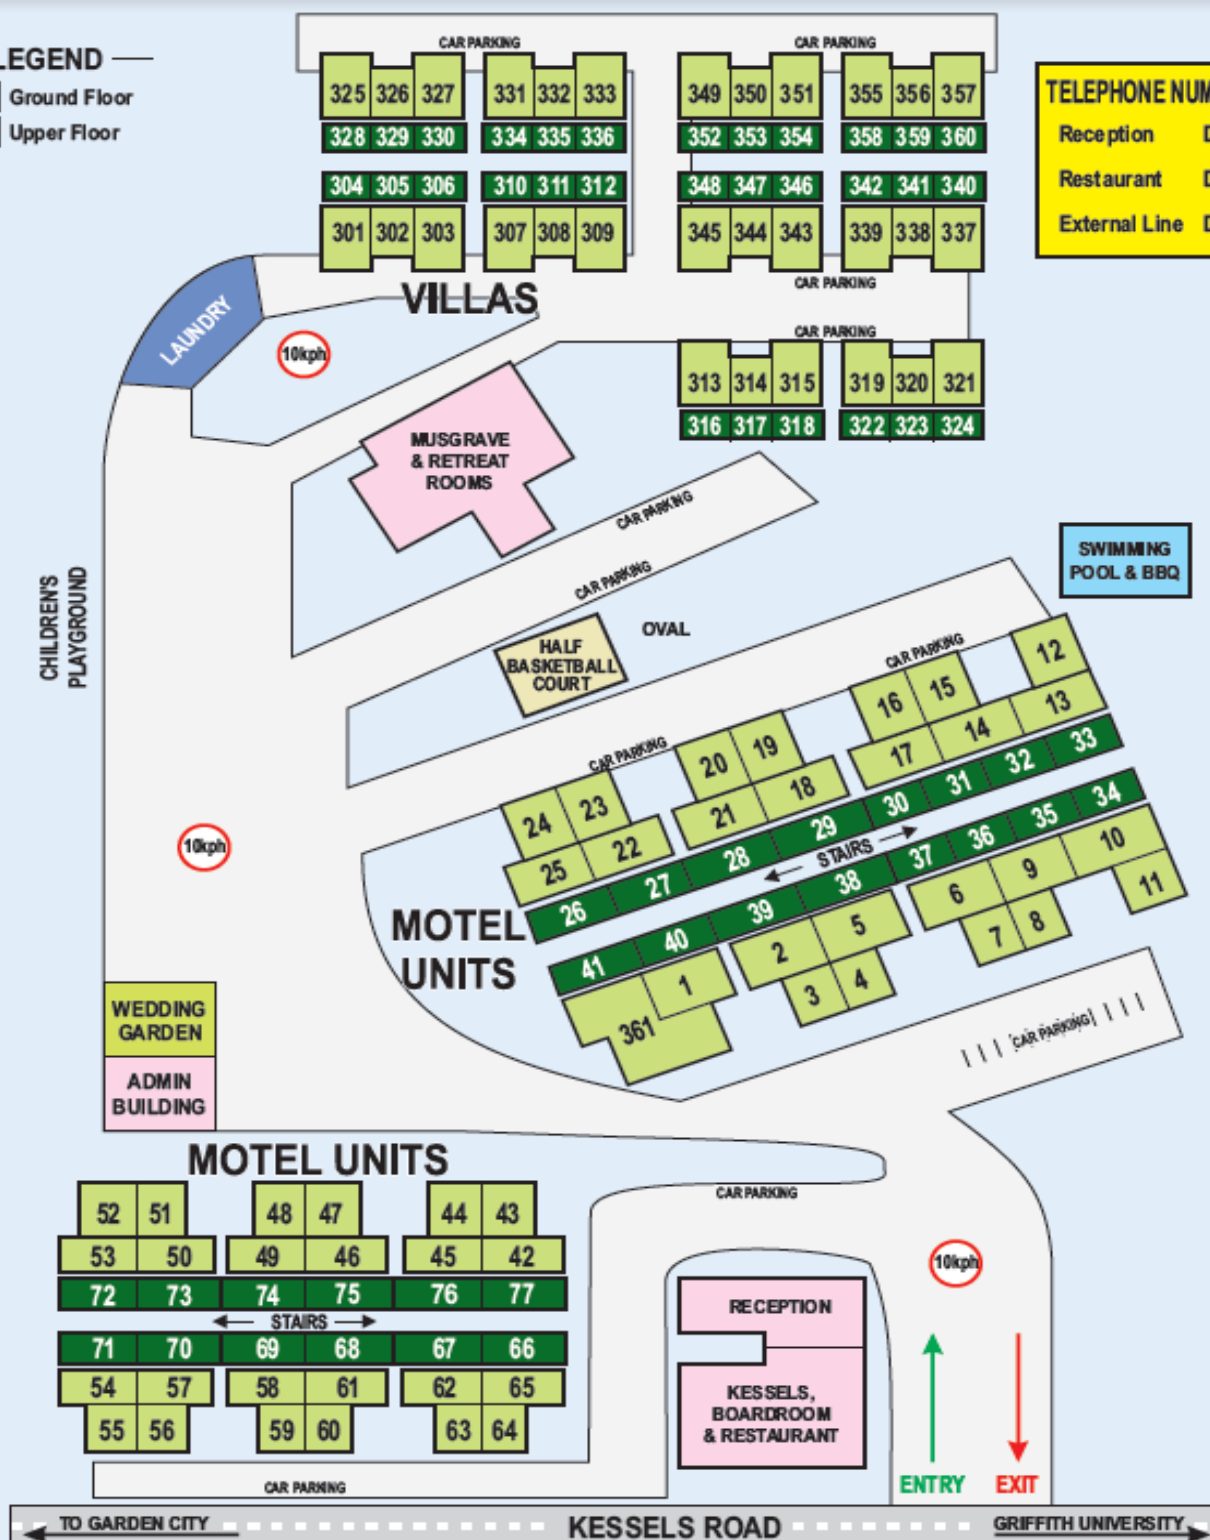 LEGEND
Ground Floor
Upper Floor
CAR PARKING
CAR PARKING
325 326 327 331 332 333 349 350 351 355 356 357
328 329 330 334 335 336 352 353 354 358 359 360
304 305 306 310 311 312 348 347 346 342 341 340
301 302 303 307 308 309 345 344 343 339 338 337
TELEPHONE NUM
Reception D
Restaurant D
External Line D
VILLAS
CAR PARKING
CAR PARKING
LAUNDRY
10kph
313 314 315 319 320 321
316 317 318 322 323 324
MUSGRAVE
& RETREAT
ROOMS
CAR PARKING
CAR PARKING
SWIMMING
POOL & BBQ
CHILDREN'S
PLAYGROUND
OVAL
HALF
BASKETBALL
COURT
CAR PARKING
CAR PARKING
12
16 15
17 14 13
20 19
21 18
24 23
25 22
26 27 28 29 30 31 32 33
STAIRS
41 40 39 38 37 36 35 34
1 2 5 6 9 10
361 3 4 7 8 11
10kph
MOTEL
UNITS
CAR PARKING
WEDDING
GARDEN
ADMIN
BUILDING
MOTEL UNITS
CAR PARKING
52 51 48 47 44 43
53 50 49 46 45 42
72 73 74 75 76 77
STAIRS
71 70 69 68 67 66
54 57 58 61 62 65
55 56 59 60 63 64
CAR PARKING
10kph
RECEPTION
KESSELS,
BOARDROOM
& RESTAURANT
ENTRY EXIT
TO GARDEN CITY
KESSELS ROAD
GRIFFITH UNIVERSITY